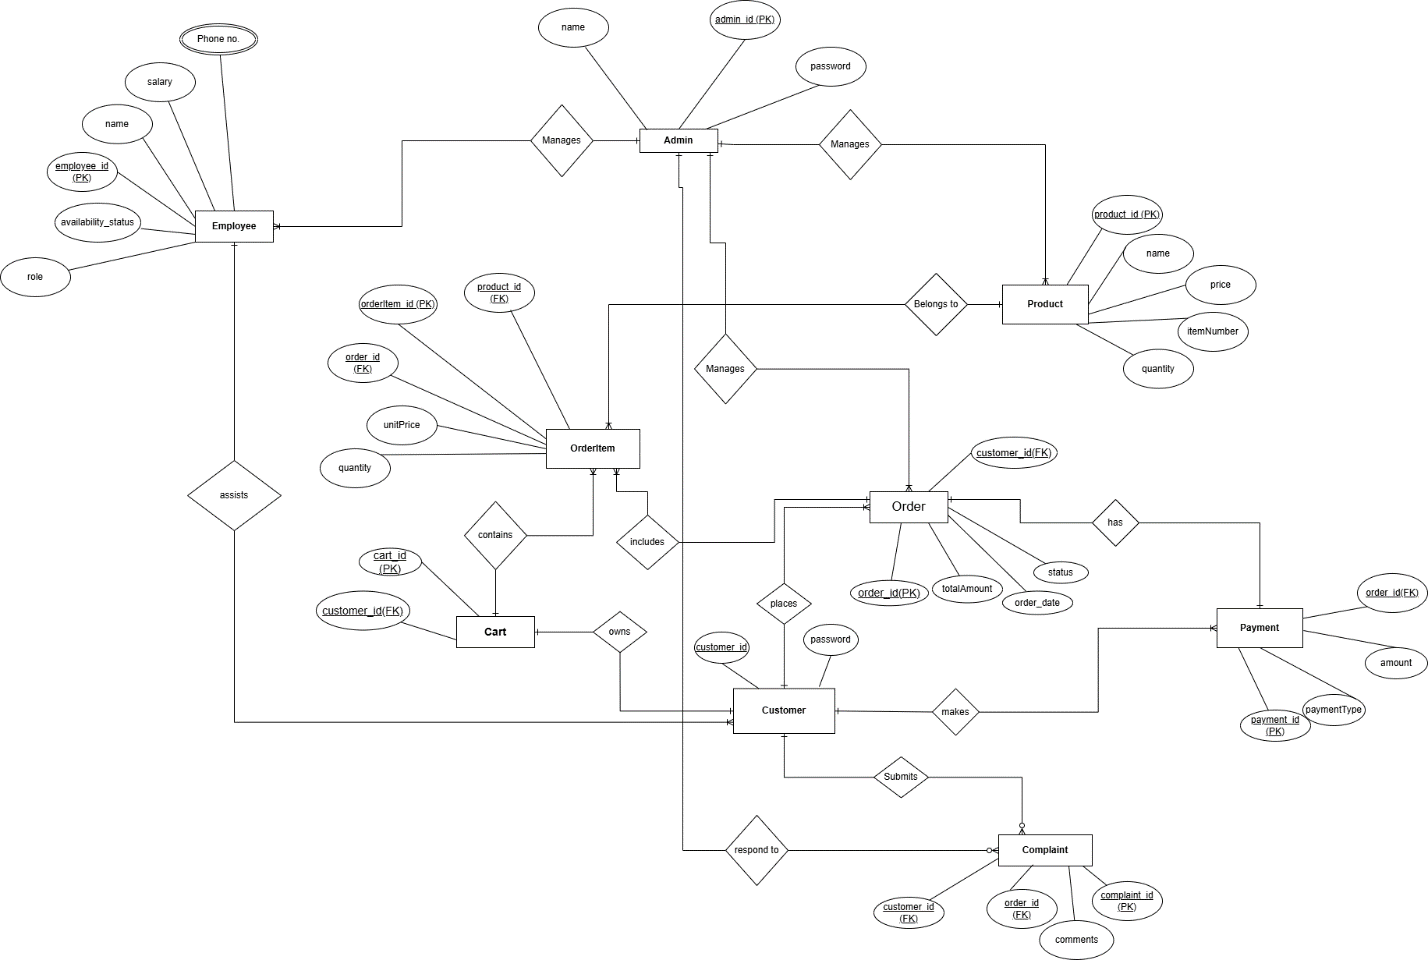 name
admin_id (PK)
Phone no.
password
salary
name
Manages
Admin
Manages
employee_id
(PK)
availability_status
Employee
product_id (PK)
name
role
price
product_id
(FK)
orderItem_id (PK)
Belongs to
Product
itemNumber
order_id
(FK)
Manages
quantity
unitPrice
OrderItem
customer_id(FK)
quantity
assists
Order
has
contains
includes
cart_id
(PK)
status
totalAmount
order_id(PK)
order_date
order_id(FK)
customer_id(FK)
places
Cart
owns
password
customer_id
Payment
amount
Customer
makes
payment_id
(PK)
paymentType
Submits
respond to
Complaint
customer_id
(FK)
order_id
(FK)
complaint_id
(PK)
comments